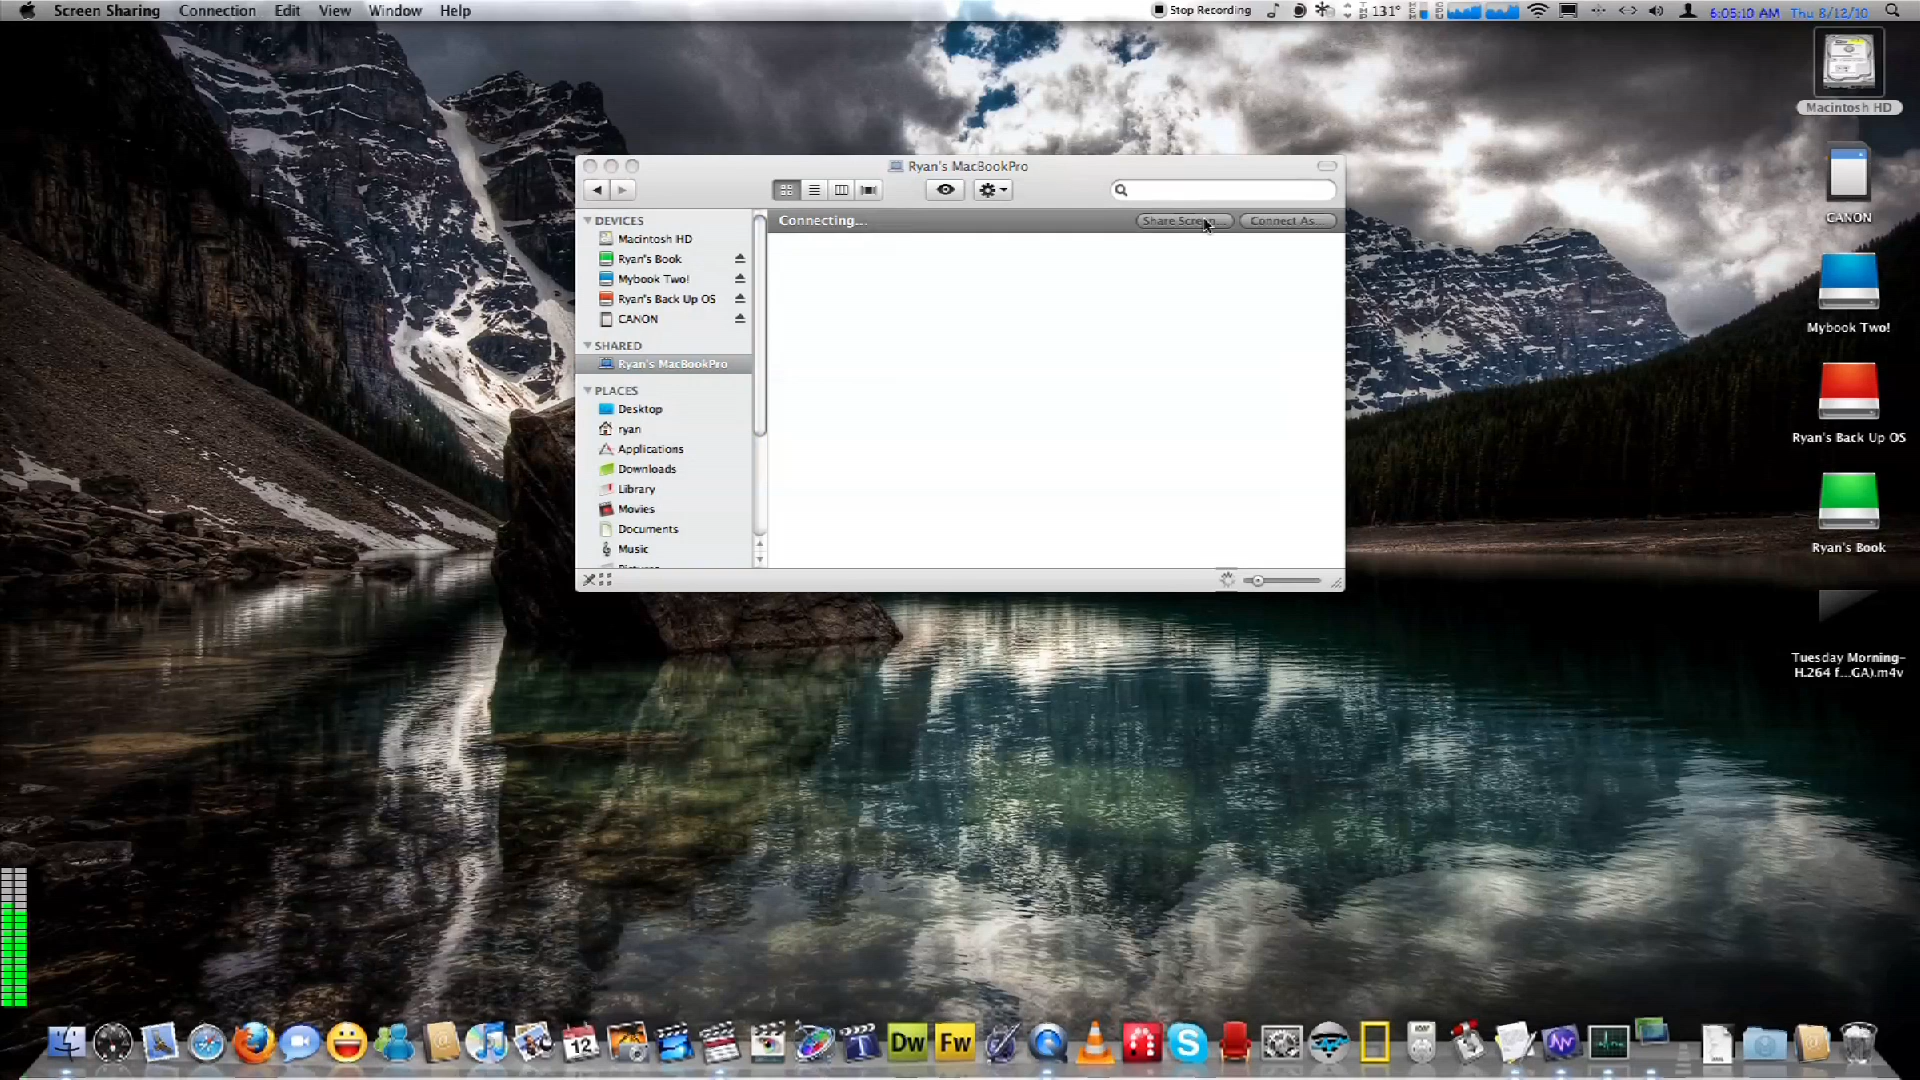 Screen Sharing Connection Edit View Window Help
Stop Recording 131° 6:05:10 AM Thu 8/12/10
Macintosh HD
CANON
Mybook Two!
Ryan's Back Up OS
Ryan's Book
Tuesday Morning-
H.264 f...GA).m4v
Ryan's MacBookPro
Connecting...
Connect As...
DEVICES
Macintosh HD
Ryan's Book
Mybook Two!
Ryan's Back Up OS
CANON
SHARED
Ryan's MacBookPro
PLACES
Desktop
ryan
Applications
Downloads
Library
Movies
Documents
Music
12
Dw
Fw